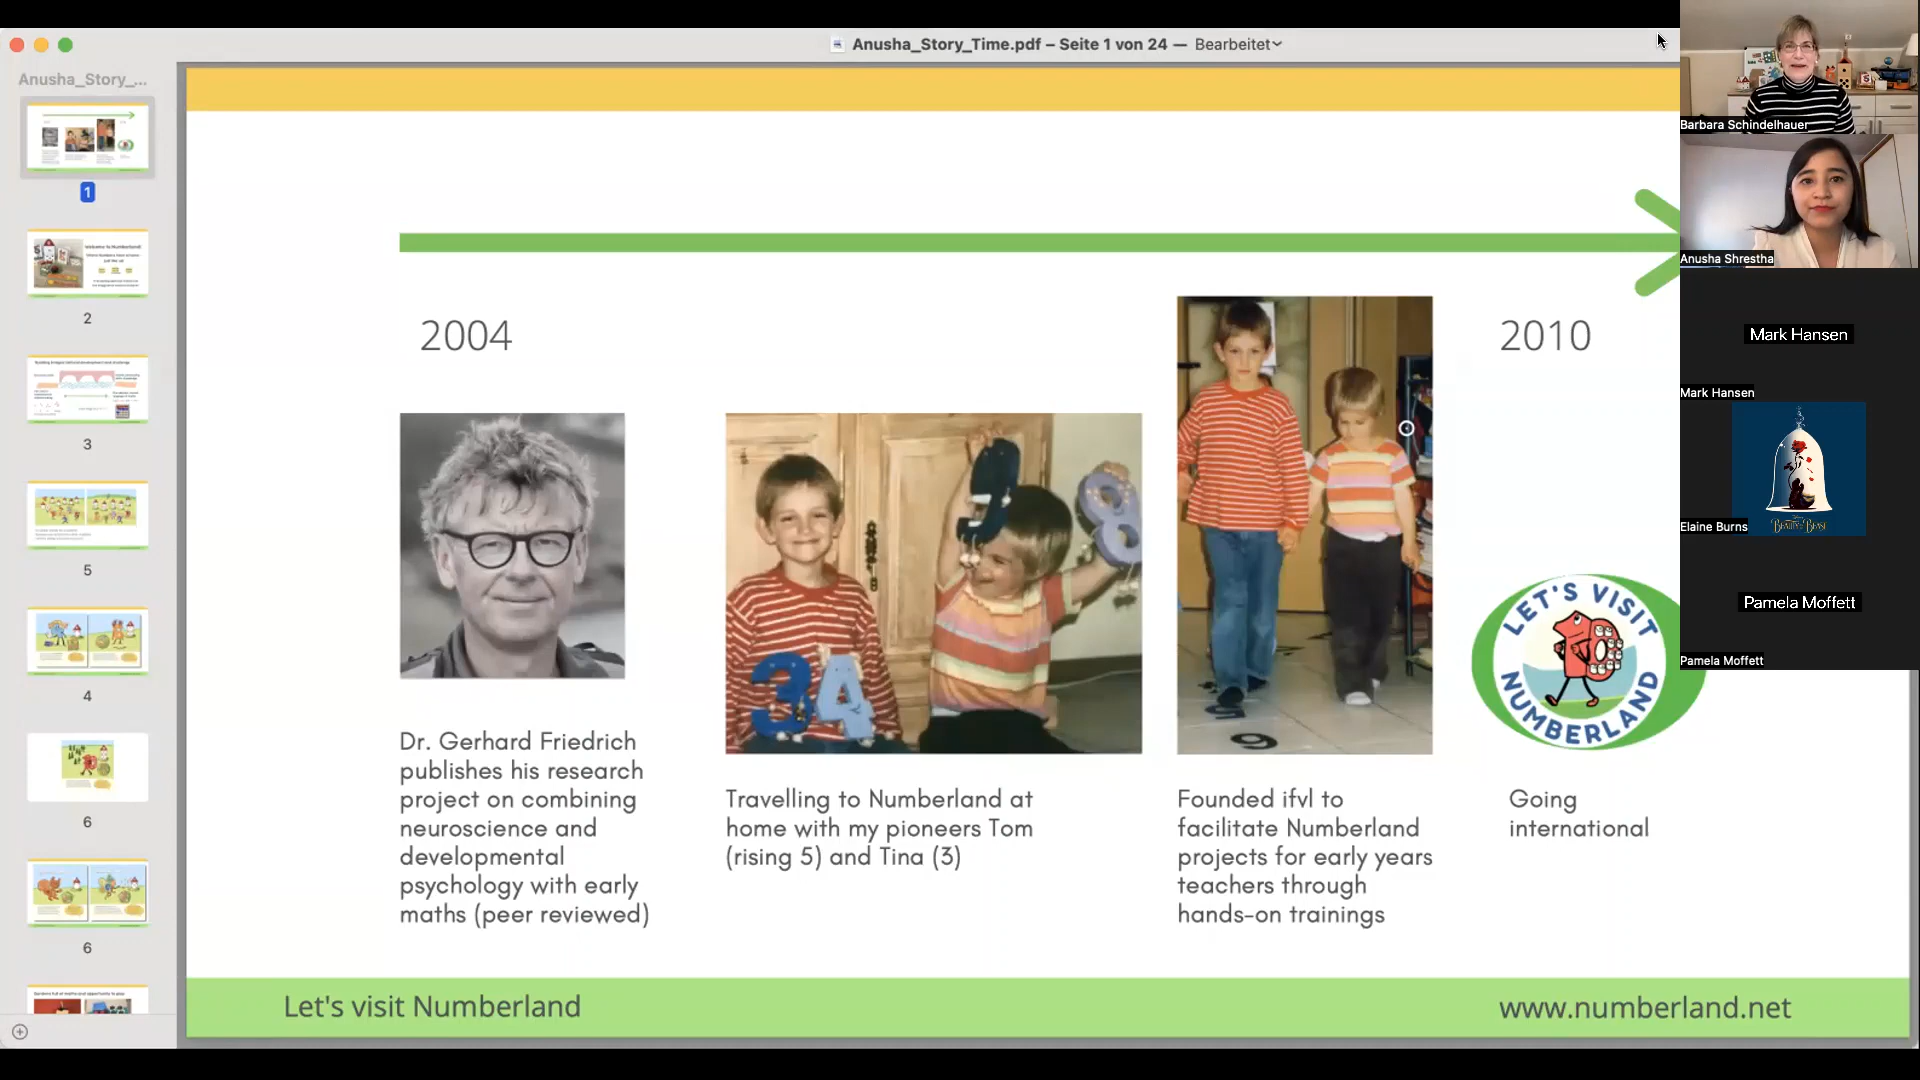 Anusha_Story_Time.pdf – Seite 1 von 24 — Bearbeitet
Anusha_Story_...
1
2
3
5
4
6
6
2004
2010
LET'S VISIT
NUMBERLAND
Dr. Gerhard Friedrich
publishes his research
project on combining
neuroscience and
developmental
psychology with early
maths (peer reviewed)
Travelling to Numberland at
home with my pioneers Tom
(rising 5) and Tina (3)
Founded ifvl to
facilitate Numberland
projects for early years
teachers through
hands-on trainings
Going
international
Let's visit Numberland
www.numberland.net
Barbara Schindelhauer
Anusha Shrestha
Mark Hansen
Mark Hansen
Elaine Burns
Pamela Moffett
Pamela Moffett